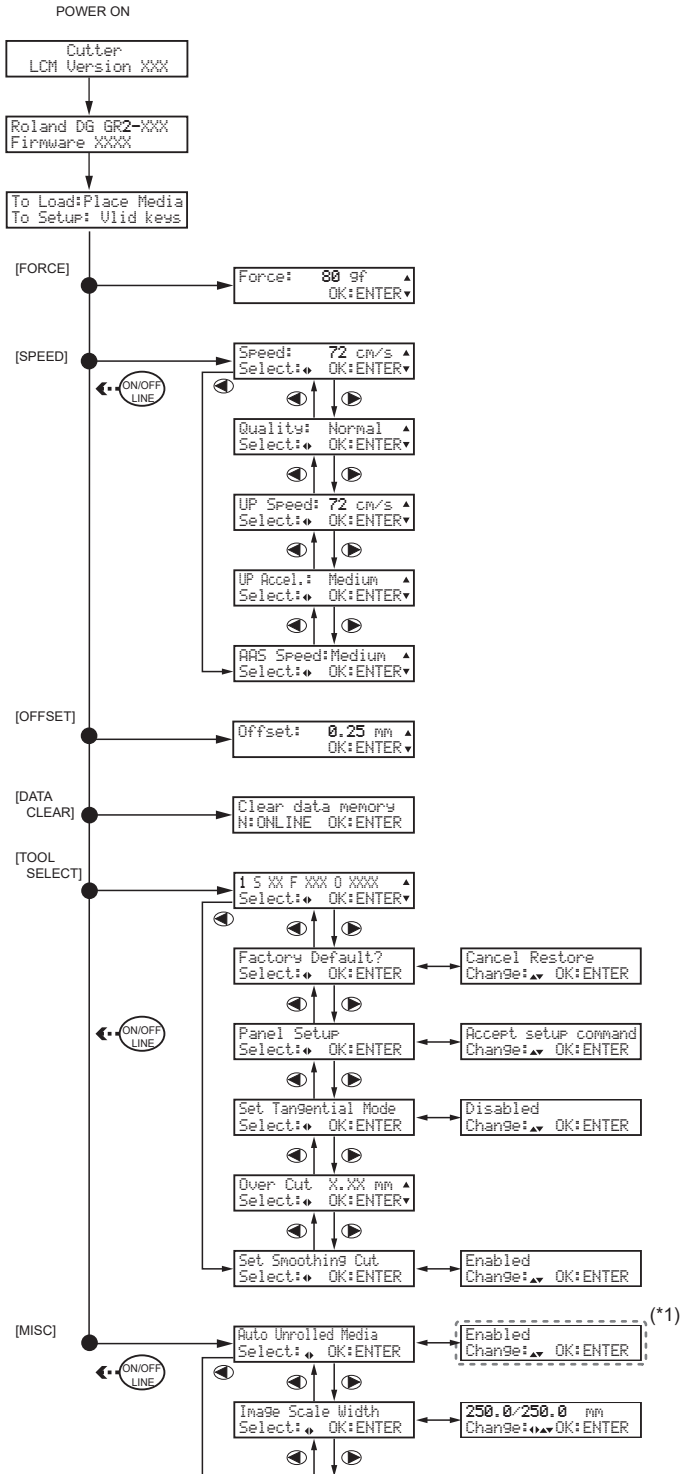 POWER ON
Cutter
LCM Version XXX
Roland DG GR2-XXX
Firmware XXXX
To Load:Place Media
To Setup: Vlid keys
[FORCE]
Force: 80 gf ▲
OK:ENTER▼
[SPEED]
ON/OFF
LINE
Speed: 72 cm/s ▲
Select:◂▸ OK:ENTER▼
Quality: Normal ▲
Select:◂▸ OK:ENTER▼
UP Speed: 72 cm/s ▲
Select:◂▸ OK:ENTER▼
UP Accel.: Medium ▲
Select:◂▸ OK:ENTER▼
AAS Speed:Medium ▲
Select:◂▸ OK:ENTER▼
[OFFSET]
Offset: 0.25 mm ▲
OK:ENTER▼
[DATA
CLEAR]
Clear data memory
N:ONLINE OK:ENTER
[TOOL
SELECT]
1 S XX F XXX O XXXX ▲
Select:◂▸ OK:ENTER▼
Factory Default?
Select:◂▸ OK:ENTER
Cancel Restore
Change:▲▼ OK:ENTER
ON/OFF
LINE
Panel Setup
Select:◂▸ OK:ENTER
Accept setup command
Change:▲▼ OK:ENTER
Set Tangential Mode
Select:◂▸ OK:ENTER
Disabled
Change:▲▼ OK:ENTER
Over Cut X.XX mm ▲
Select:◂▸ OK:ENTER▼
Set Smoothing Cut
Select:◂▸ OK:ENTER
Enabled
Change:▲▼ OK:ENTER
[MISC]
ON/OFF
LINE
Auto Unrolled Media
Select:◂▸ OK:ENTER
Enabled
Change:▲▼ OK:ENTER
(*1)
Image Scale Width
Select:◂▸ OK:ENTER
250.0/250.0 mm
Change:◂▸▲▼OK:ENTER